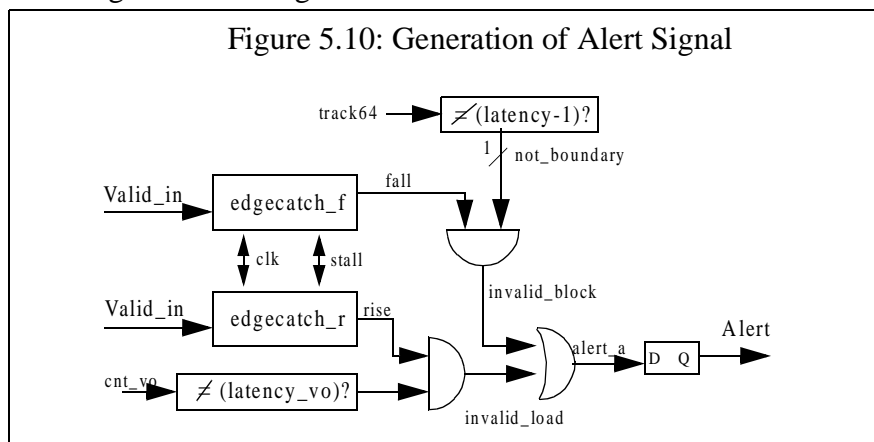 Figure 5.10: Generation of Alert Signal
track64
≠(latency-1)?
1
not_boundary
Valid_in
edgecatch_f
fall
clk
stall
invalid_block
Valid_in
edgecatch_r
rise
Alert
alert_a
D Q
cnt_vo
≠(latency_vo)?
invalid_load